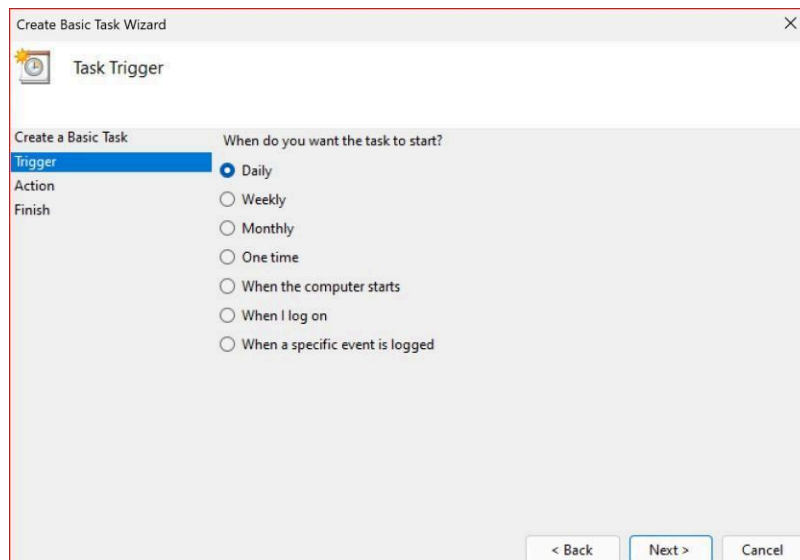 Create Basic Task Wizard
Task Trigger
Create a Basic Task
Trigger
Action
Finish
When do you want the task to start?
Daily
Weekly
Monthly
One time
When the computer starts
When I log on
When a specific event is logged
< Back
Next >
Cancel